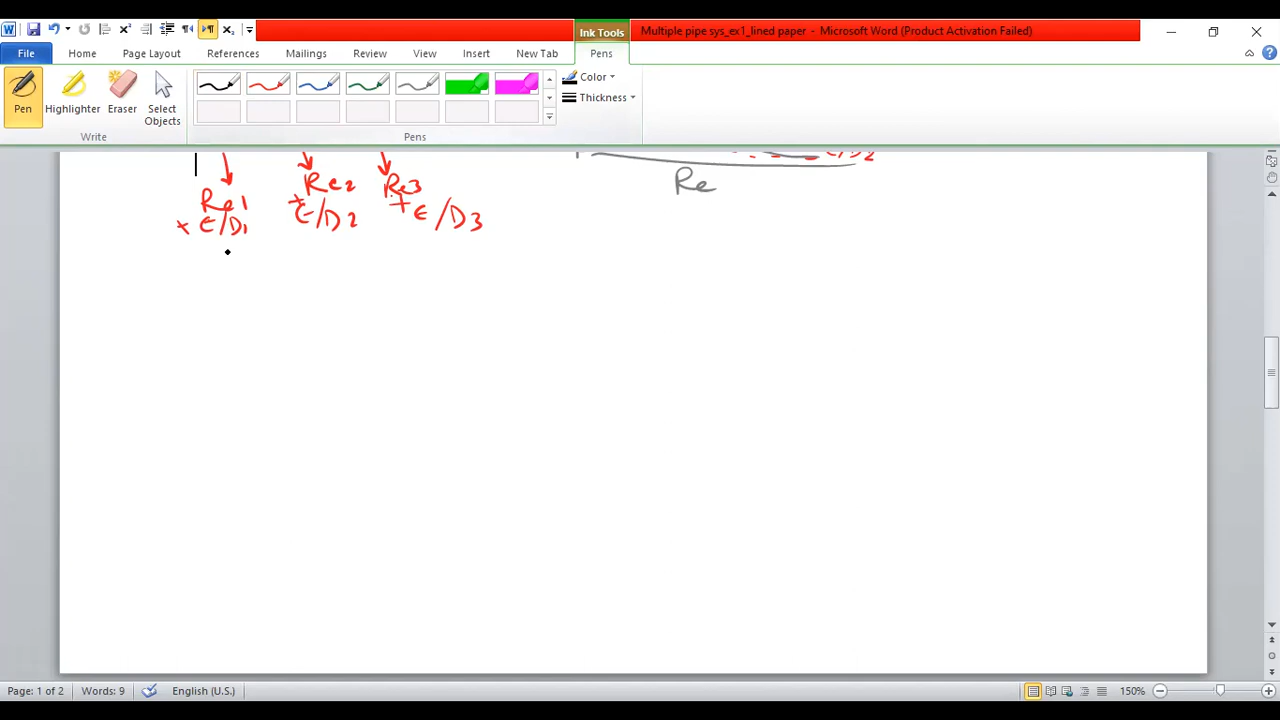 Ink Tools
Multiple pipe sys_ex1_lined paper - Microsoft Word (Product Activation Failed)
File Home Page Layout References Mailings Review View Insert New Tab Pens
Pen Highlighter Eraser Select Objects
Color
Thickness
Write Pens
Re
Re1 Re2 Re3
+ ϵ/D1 + ϵ/D2 + ϵ/D3
Page: 1 of 2 Words: 9 English (U.S.) 150%